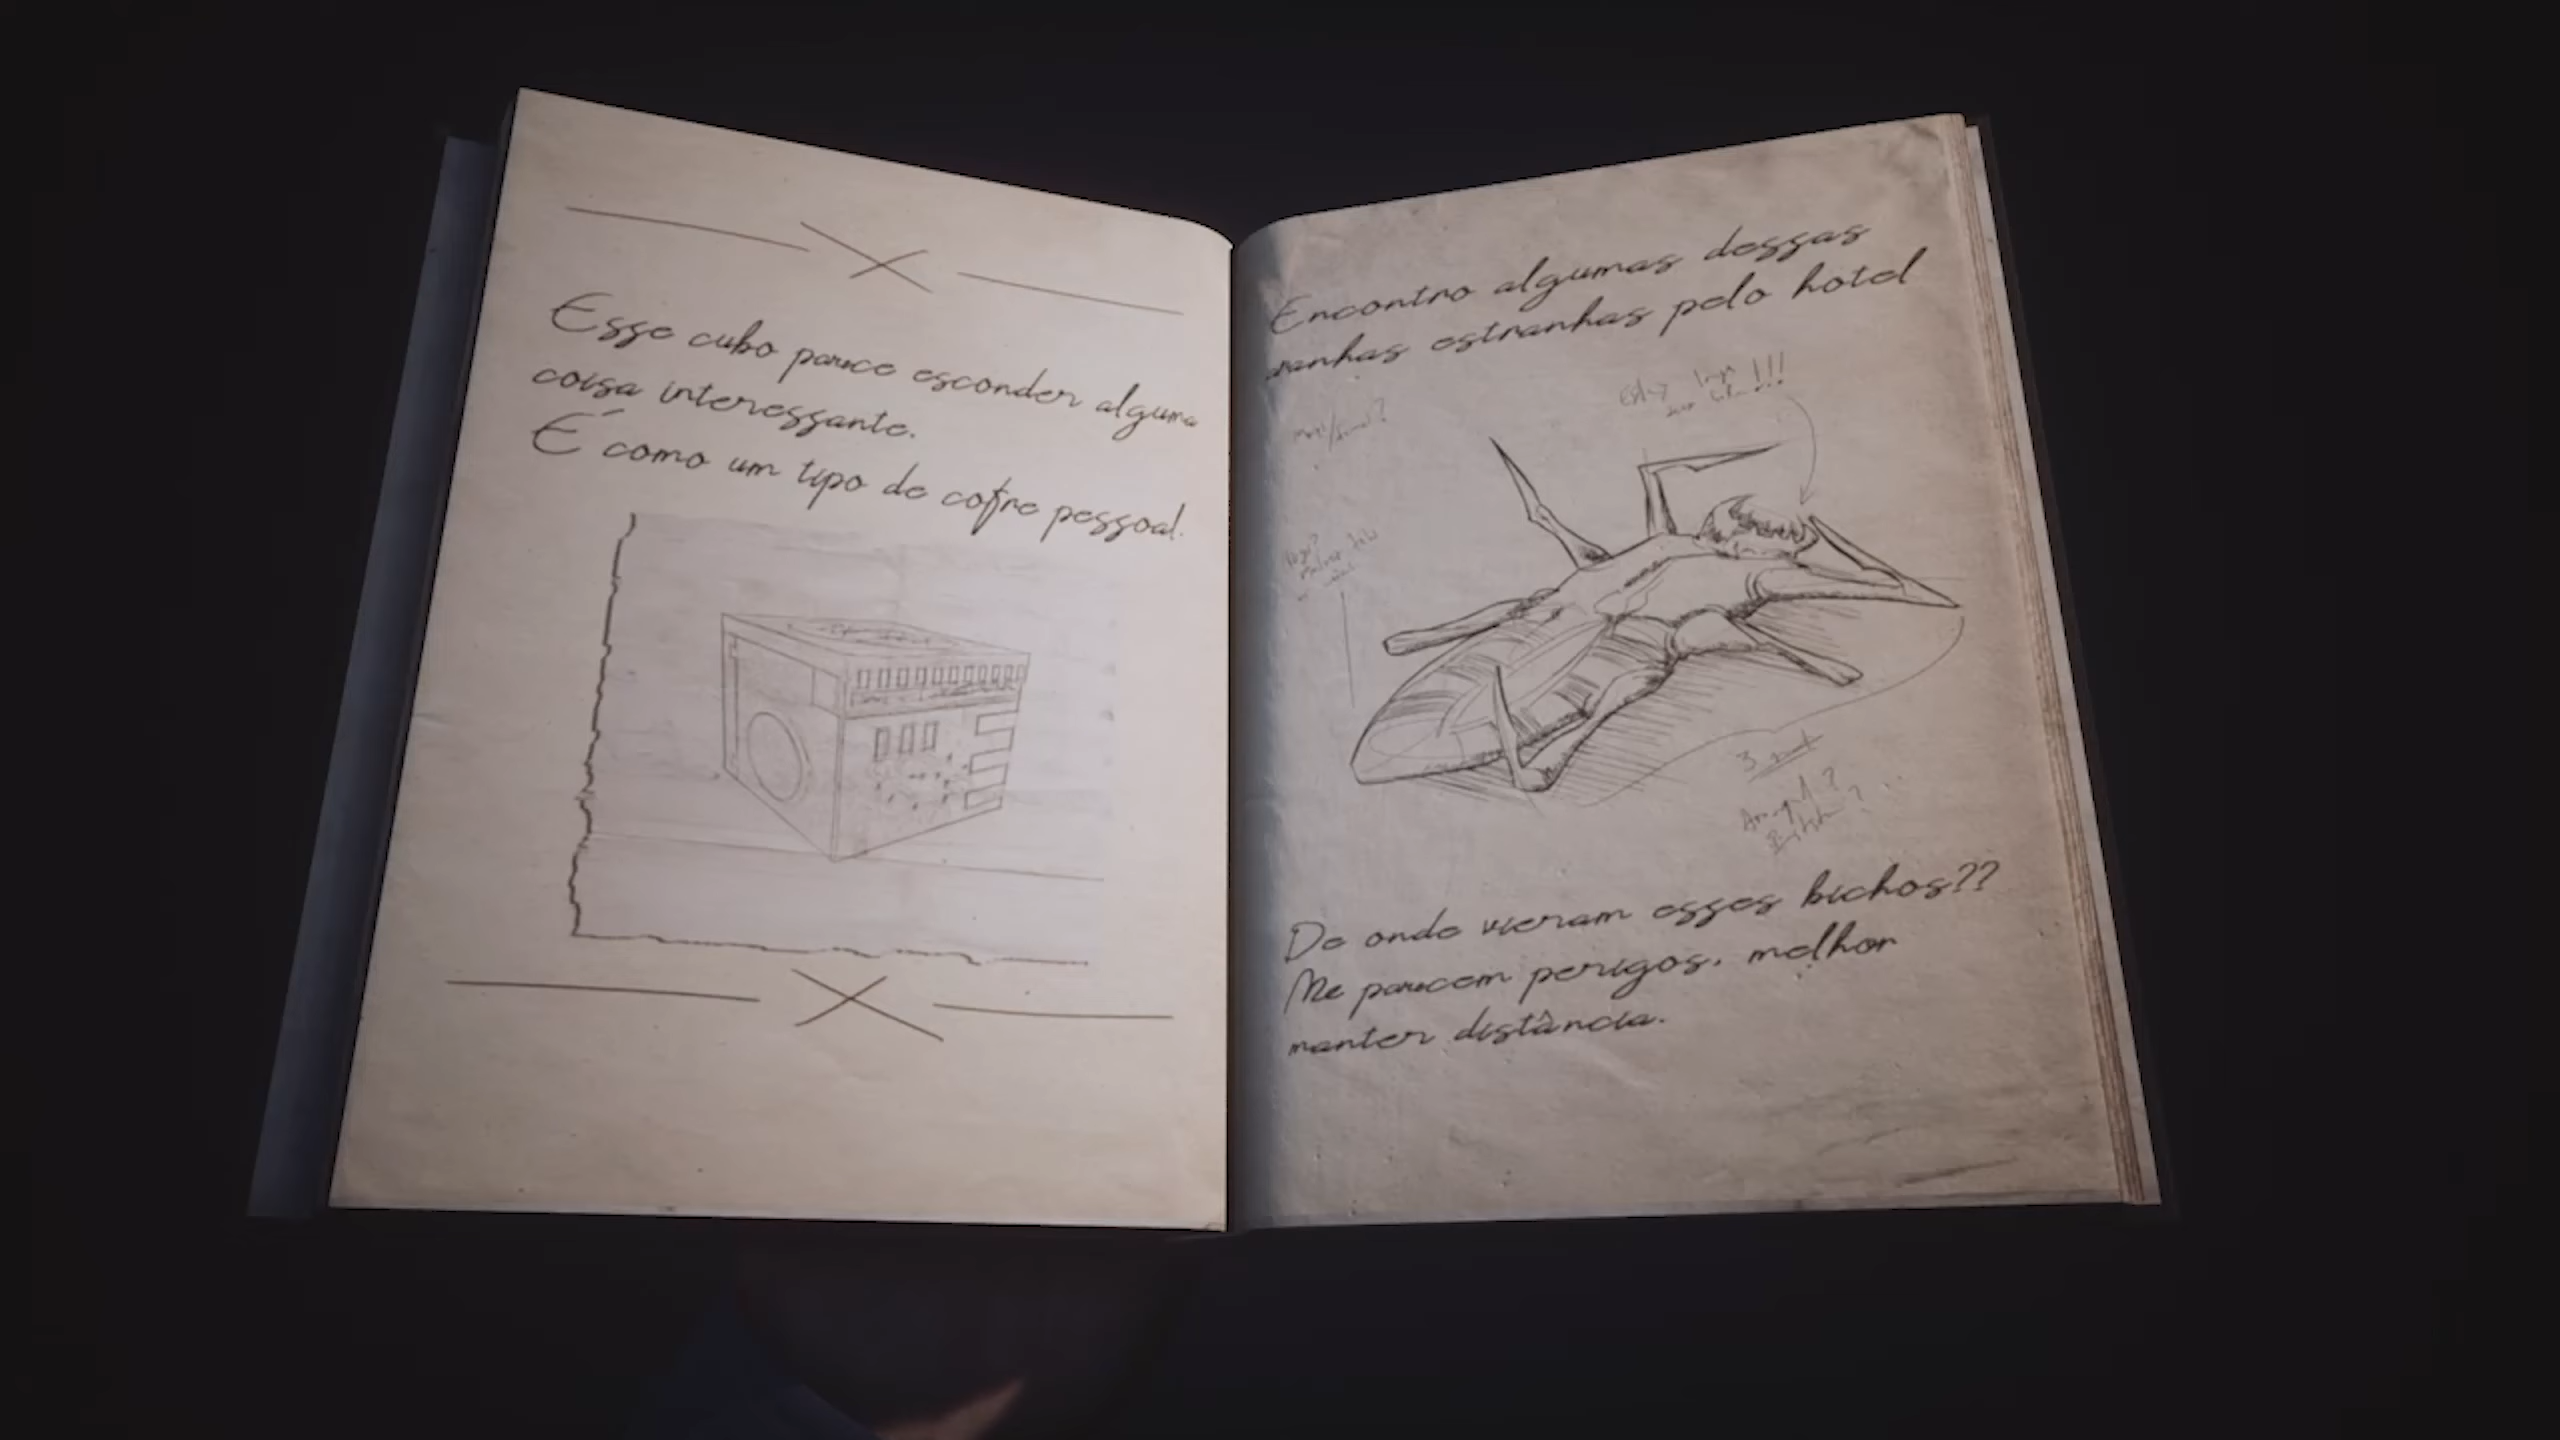 Esse cubo parece esconder alguma
coisa interessante.
É como um tipo de cofre pessoal.
Encontro algumas dessas
aranhas estranhas pelo hotel
De onde vieram esses bichos??
Me parecem perigos. melhor
manter distância.